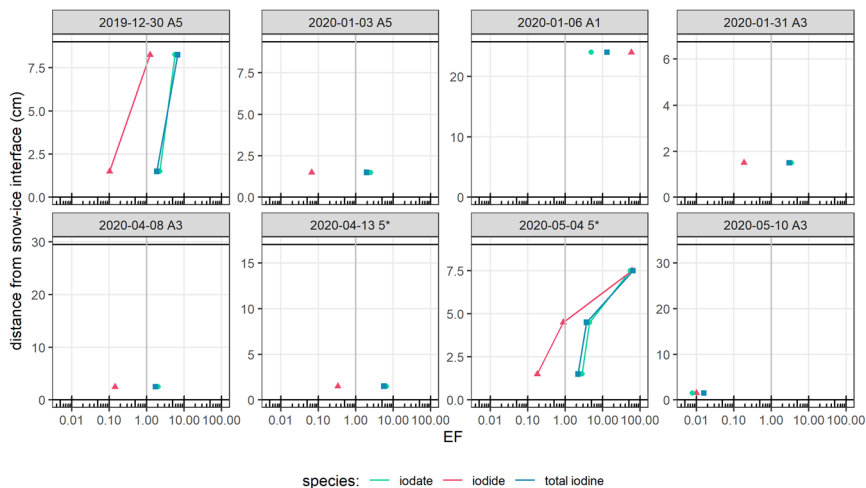 2019-12-30 A5 2020-01-03 A5 2020-01-06 A1 2020-01-31 A3
7.5 5.0 2.5 0.0
7.5 5.0 2.5 0.0
20 10 0
6 4 2 0
2020-04-08 A3 2020-04-13 5* 2020-05-04 5* 2020-05-10 A3
30 20 10 0
15 10 5 0
7.5 5.0 2.5 0.0
30 20 10 0
distance from snow-ice interface (cm)
0.01 0.10 1.00 10.00 100.00 0.01 0.10 1.00 10.00 100.00 0.01 0.10 1.00 10.00 100.00 0.01 0.10 1.00 10.00 100.00
EF
species: iodate iodide total iodine